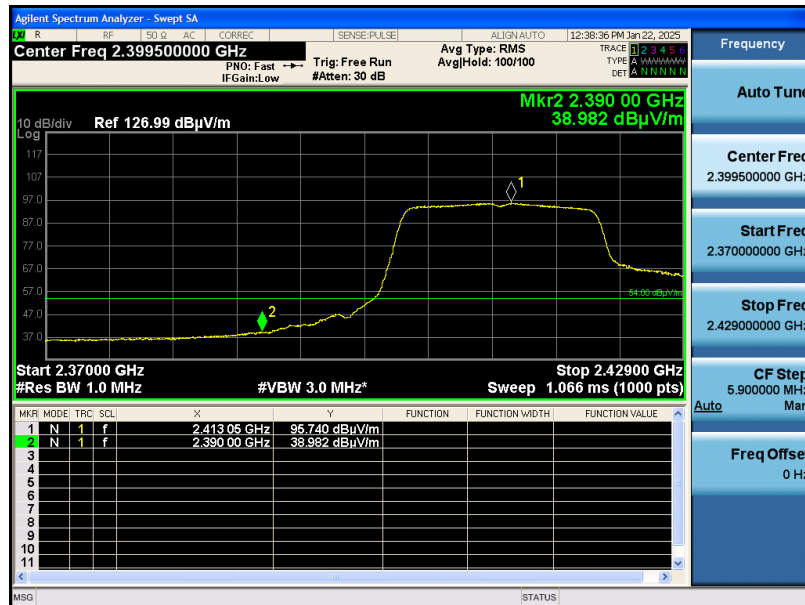 Agilent Spectrum Analyzer - Swept SA
LXI R RF 50 Ω AC CORREC SENSE:PULSE ALIGN AUTO 12:38:36 PM Jan 22, 2025
Center Freq 2.399500000 GHz
PNO: Fast
IFGain:Low
Trig: Free Run
#Atten: 30 dB
Avg Type: RMS
Avg|Hold: 100/100
TRACE 1 2 3 4 5 6
TYPE A WWWWW
DET A N N N N N
Mkr2 2.390 00 GHz
38.982 dBµV/m
10 dB/div Ref 126.99 dBµV/m
Log
117
107
97.0
87.0
77.0
67.0
57.0
47.0
37.0
1
2
54.00 dBµV/m
Start 2.37000 GHz Stop 2.42900 GHz
#Res BW 1.0 MHz #VBW 3.0 MHz* Sweep 1.066 ms (1000 pts)
MKR MODE TRC SCL X Y FUNCTION FUNCTION WIDTH FUNCTION VALUE
1 N 1 f 2.413 05 GHz 95.740 dBµV/m
2 N 1 f 2.390 00 GHz 38.982 dBµV/m
3
4
5
6
7
8
9
10
11
MSG STATUS
Frequency
Auto Tune
Center Freq
2.399500000 GHz
Start Freq
2.370000000 GHz
Stop Freq
2.429000000 GHz
CF Step
5.900000 MHz
Auto Man
Freq Offset
0 Hz